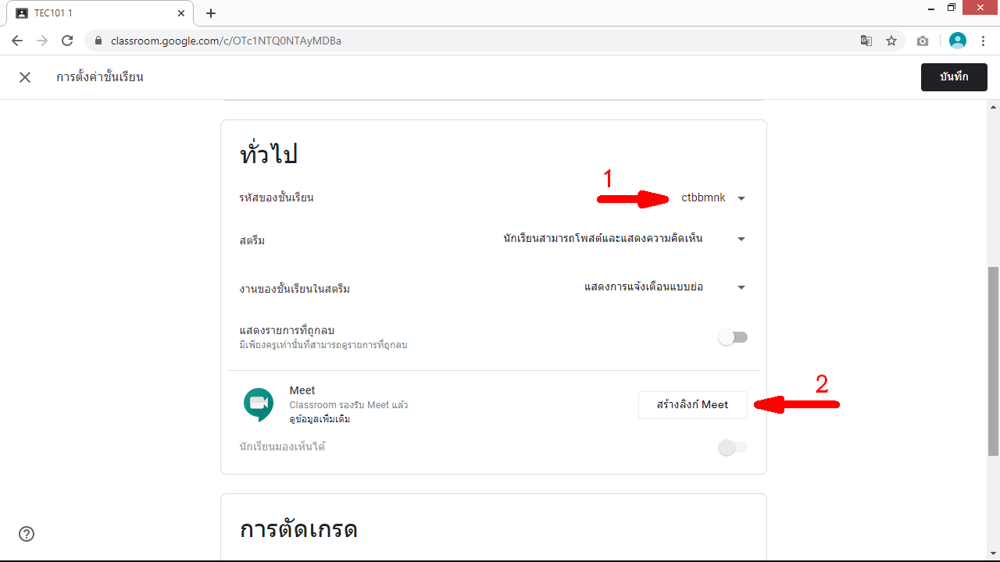 TEC101 1
classroom.google.com/c/OTc1NTQ0NTAyMDBa
การตั้งค่าชั้นเรียน
บันทึก
ทั่วไป
1
รหัสของชั้นเรียน ctbbmnk
สตรีม นักเรียนสามารถโพสต์และแสดงความคิดเห็น
งานของชั้นเรียนในสตรีม แสดงการแจ้งเตือนแบบย่อ
แสดงรายการที่ถูกลบ
มีเพียงครูเท่านั้นที่สามารถดูรายการที่ถูกลบ
2
Meet
Classroom รองรับ Meet แล้ว
ดูข้อมูลเพิ่มเติม
สร้างลิงก์ Meet
นักเรียนมองเห็นได้
การตัดเกรด